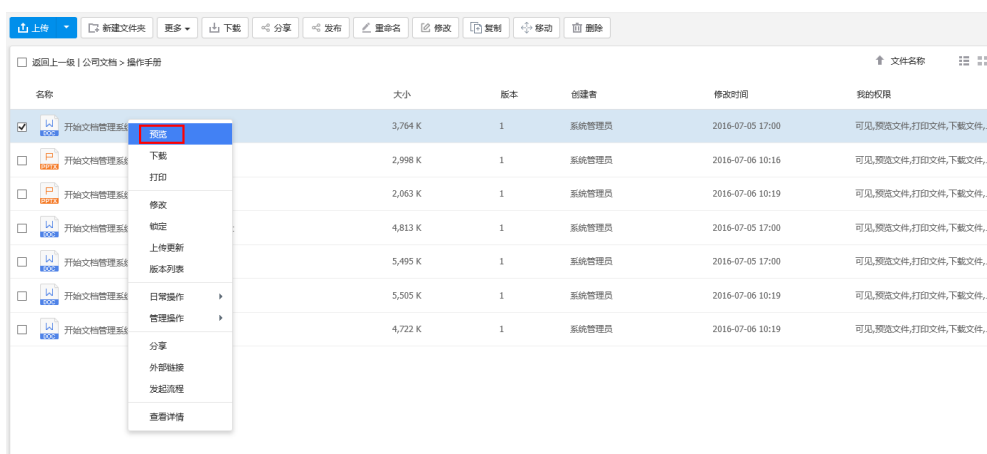 上传 新建文件夹 更多 下载 分享 发布 重命名 修改 复制 移动 删除
返回上一级 | 公司文档 > 操作手册 文件名称
名称 大小 版本 创建者 修改时间 我的权限
DOC 开始文档管理系统 3,764 K 1 系统管理员 2016-07-05 17:00 可见,预览文件,打印文件,下载文件,..
预览
下载
PPTX 开始文档管理系统 2,998 K 1 系统管理员 2016-07-06 10:16 可见,预览文件,打印文件,下载文件,..
打印
PPTX 开始文档管理系统 2,063 K 1 系统管理员 2016-07-06 10:19 可见,预览文件,打印文件,下载文件,..
修改
DOC 开始文档管理系统 4,813 K 1 系统管理员 2016-07-05 17:00 可见,预览文件,打印文件,下载文件,..
锁定
上传更新
DOC 开始文档管理系统 5,495 K 1 系统管理员 2016-07-05 17:00 可见,预览文件,打印文件,下载文件,..
版本列表
DOC 开始文档管理系统 5,505 K 1 系统管理员 2016-07-06 10:19 可见,预览文件,打印文件,下载文件,..
日常操作
管理操作
DOC 开始文档管理系统 4,722 K 1 系统管理员 2016-07-06 10:19 可见,预览文件,打印文件,下载文件,..
分享
外部链接
发起流程
查看详情